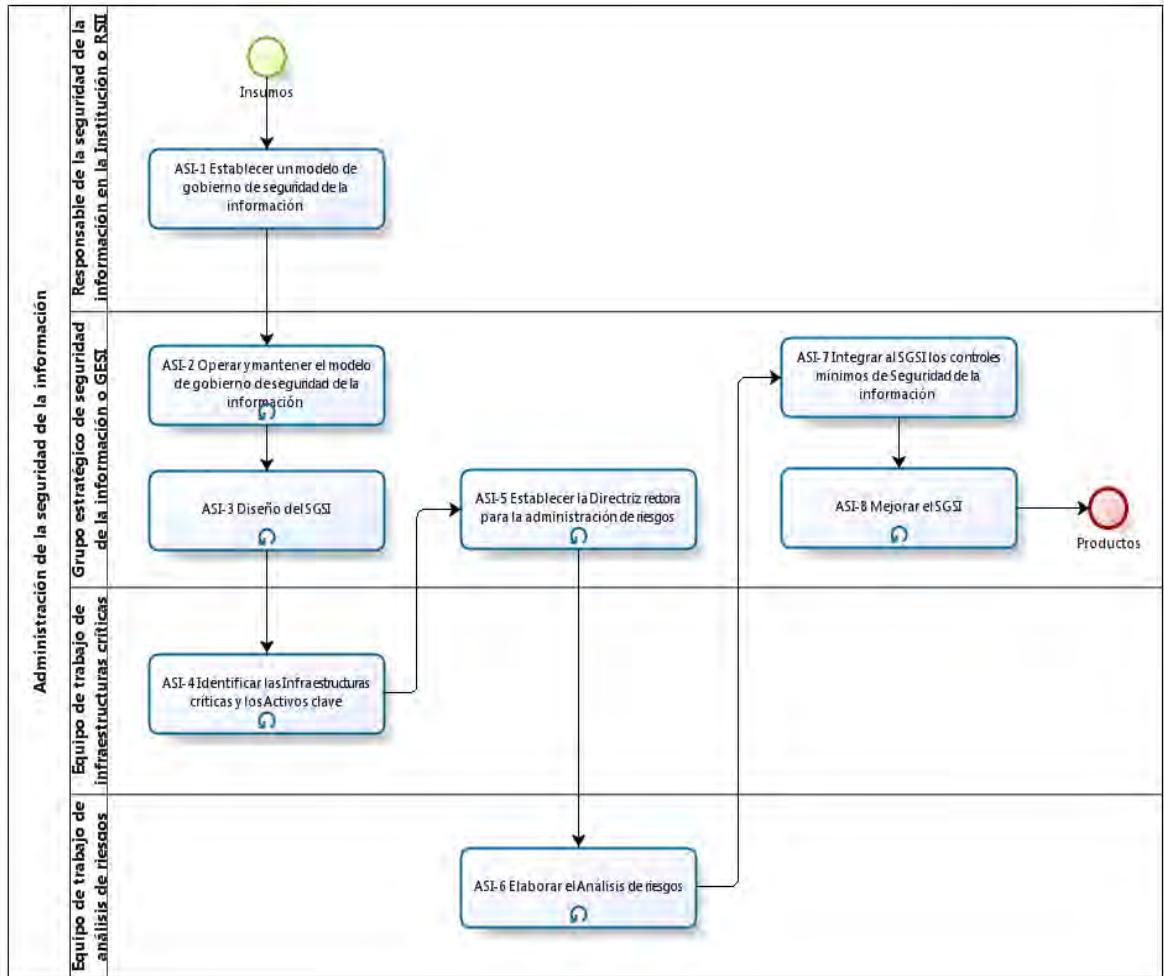 Administración de la seguridad de la información
Responsable de la seguridad de la
información en la Institución o RSII
Insumos
ASI-1 Establecer un modelo de
gobierno de seguridad de la
información
Grupo estratégico de seguridad
de la información o GESI
ASI-2 Operar y mantener el modelo
de gobierno de seguridad de la
información
ASI-3 Diseño del SGSI
ASI-5 Establecer la Directriz rectora
para la administración de riesgos
ASI-7 Integrar al SGSI los controles
mínimos de Seguridad de la
información
ASI-8 Mejorar el SGSI
Productos
Equipo de trabajo de
infraestructuras críticas
ASI-4 Identificar las Infraestructuras
críticas y los Activos clave
Equipo de trabajo de
análisis de riesgos
ASI-6 Elaborar el Análisis de riesgos